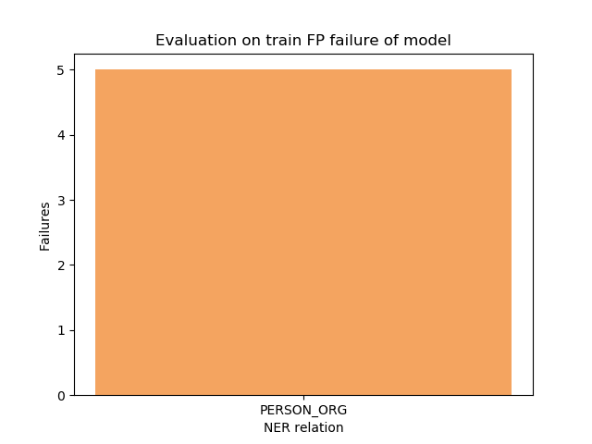 Evaluation on train FP failure of model
5
4
3
2
1
0
Failures
PERSON_ORG
NER relation